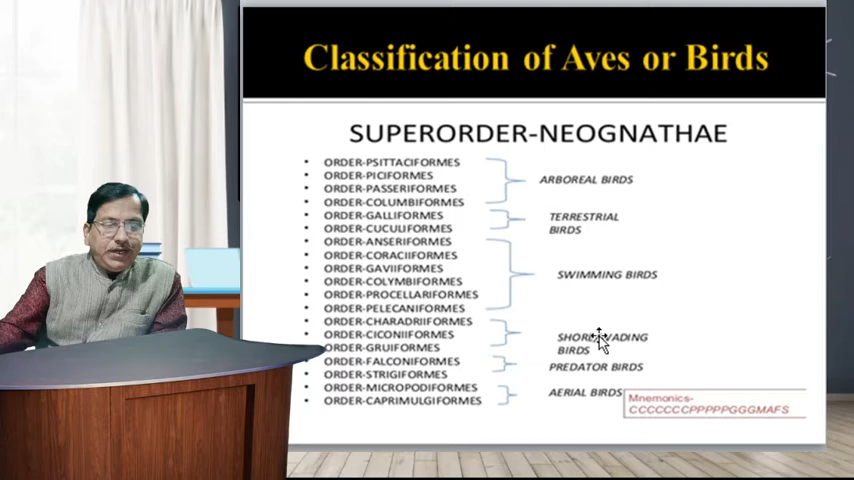 Classification of Aves or Birds
SUPERORDER-NEOGNATHAE
• ORDER-PSITTACIFORMES
• ORDER-PICIFORMES
• ORDER-PASSERIFORMES
• ORDER-COLUMBIFORMES
ARBOREAL BIRDS
• ORDER-GALLIFORMES
• ORDER-CUCULIFORMES
TERRESTRIAL
BIRDS
• ORDER-ANSERIFORMES
• ORDER-CORACIIFORMES
• ORDER-GAVIIFORMES
• ORDER-COLYMBIFORMES
• ORDER-PROCELLARIFORMES
• ORDER-PELECANIFORMES
SWIMMING BIRDS
• ORDER-CHARADRIIFORMES
• ORDER-CICONIIFORMES
• ORDER-GRUIFORMES
BIRDS
• ORDER-FALCONIFORMES
• ORDER-STRIGIFORMES
PREDATOR BIRDS
• ORDER-MICROPODIFORMES
• ORDER-CAPRIMULGIFORMES
AERIAL BIRDS
Mnemonics-
CCCCCCCPPPPPGGGMAFS